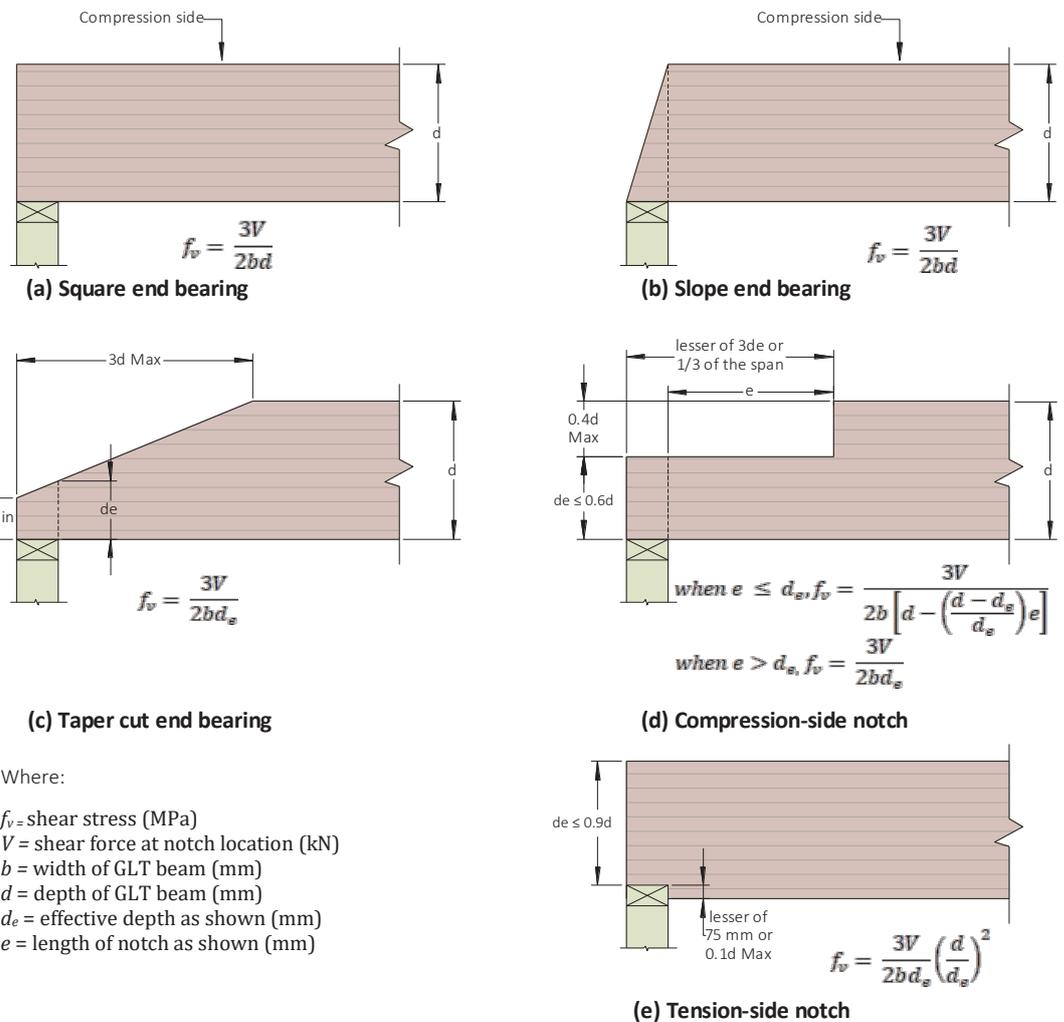 Compression side
d
f_v = 3V / 2bd
(a) Square end bearing
Compression side
d
f_v = 3V / 2bd
(b) Slope end bearing
3d Max
d
de
in
f_v = 3V / 2bd_e
(c) Taper cut end bearing
lesser of 3de or
1/3 of the span
e
0.4d
Max
de ≤ 0.6d
d
when e ≤ d_e, f_v = 3V / 2b[d − ((d − d_e) / d_e)e]
when e > d_e, f_v = 3V / 2bd_e
(d) Compression-side notch
Where:
f_v = shear stress (MPa)
V = shear force at notch location (kN)
b = width of GLT beam (mm)
d = depth of GLT beam (mm)
d_e = effective depth as shown (mm)
e = length of notch as shown (mm)
de ≤ 0.9d
lesser of
75 mm or
0.1d Max
f_v = 3V / 2bd_e (d / d_e)²
(e) Tension-side notch